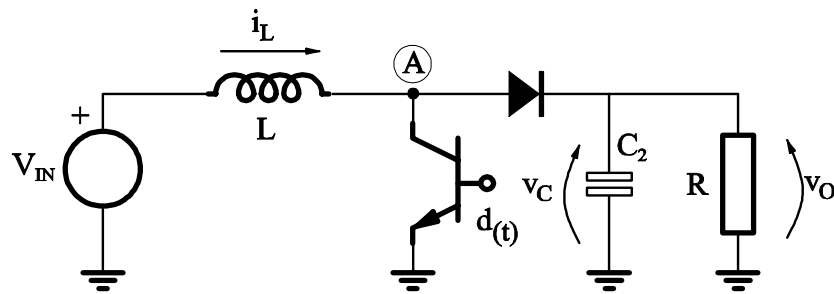 i_L
A
+
V_IN
L
d_(t)
v_C
C_2
R
v_O